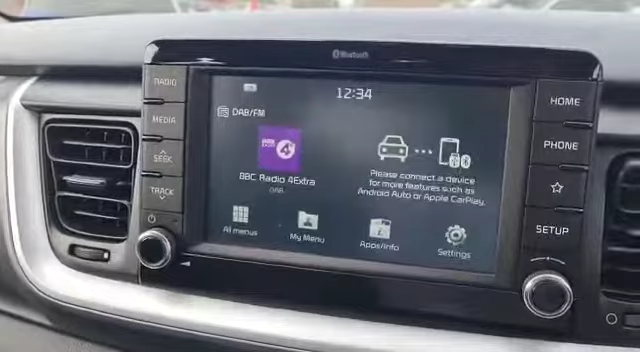 Bluetooth
RADIO
MEDIA
SEEK
TRACK
12:34
DAB/FM
BBC Radio 4Extra
DAB
Please connect a device
for more features such as
Android Auto or Apple CarPlay.
All menus
My Menu
Apps/Info
Settings
HOME
PHONE
SETUP